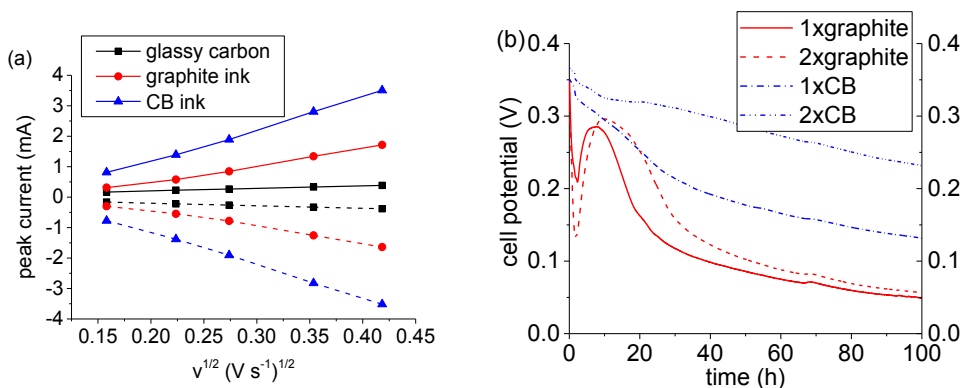 (a)
glassy carbon
graphite ink
CB ink
peak current (mA)
4
3
2
1
0
-1
-2
-3
-4
0.10 0.15 0.20 0.25 0.30 0.35 0.40 0.45
v^1/2 (V s^-1)^1/2
(b)
1xgraphite
2xgraphite
1xCB
2xCB
cell potential (V)
0.4
0.3
0.2
0.1
0.0
0.4
0.3
0.2
0.1
0.0
0 20 40 60 80 100
time (h)